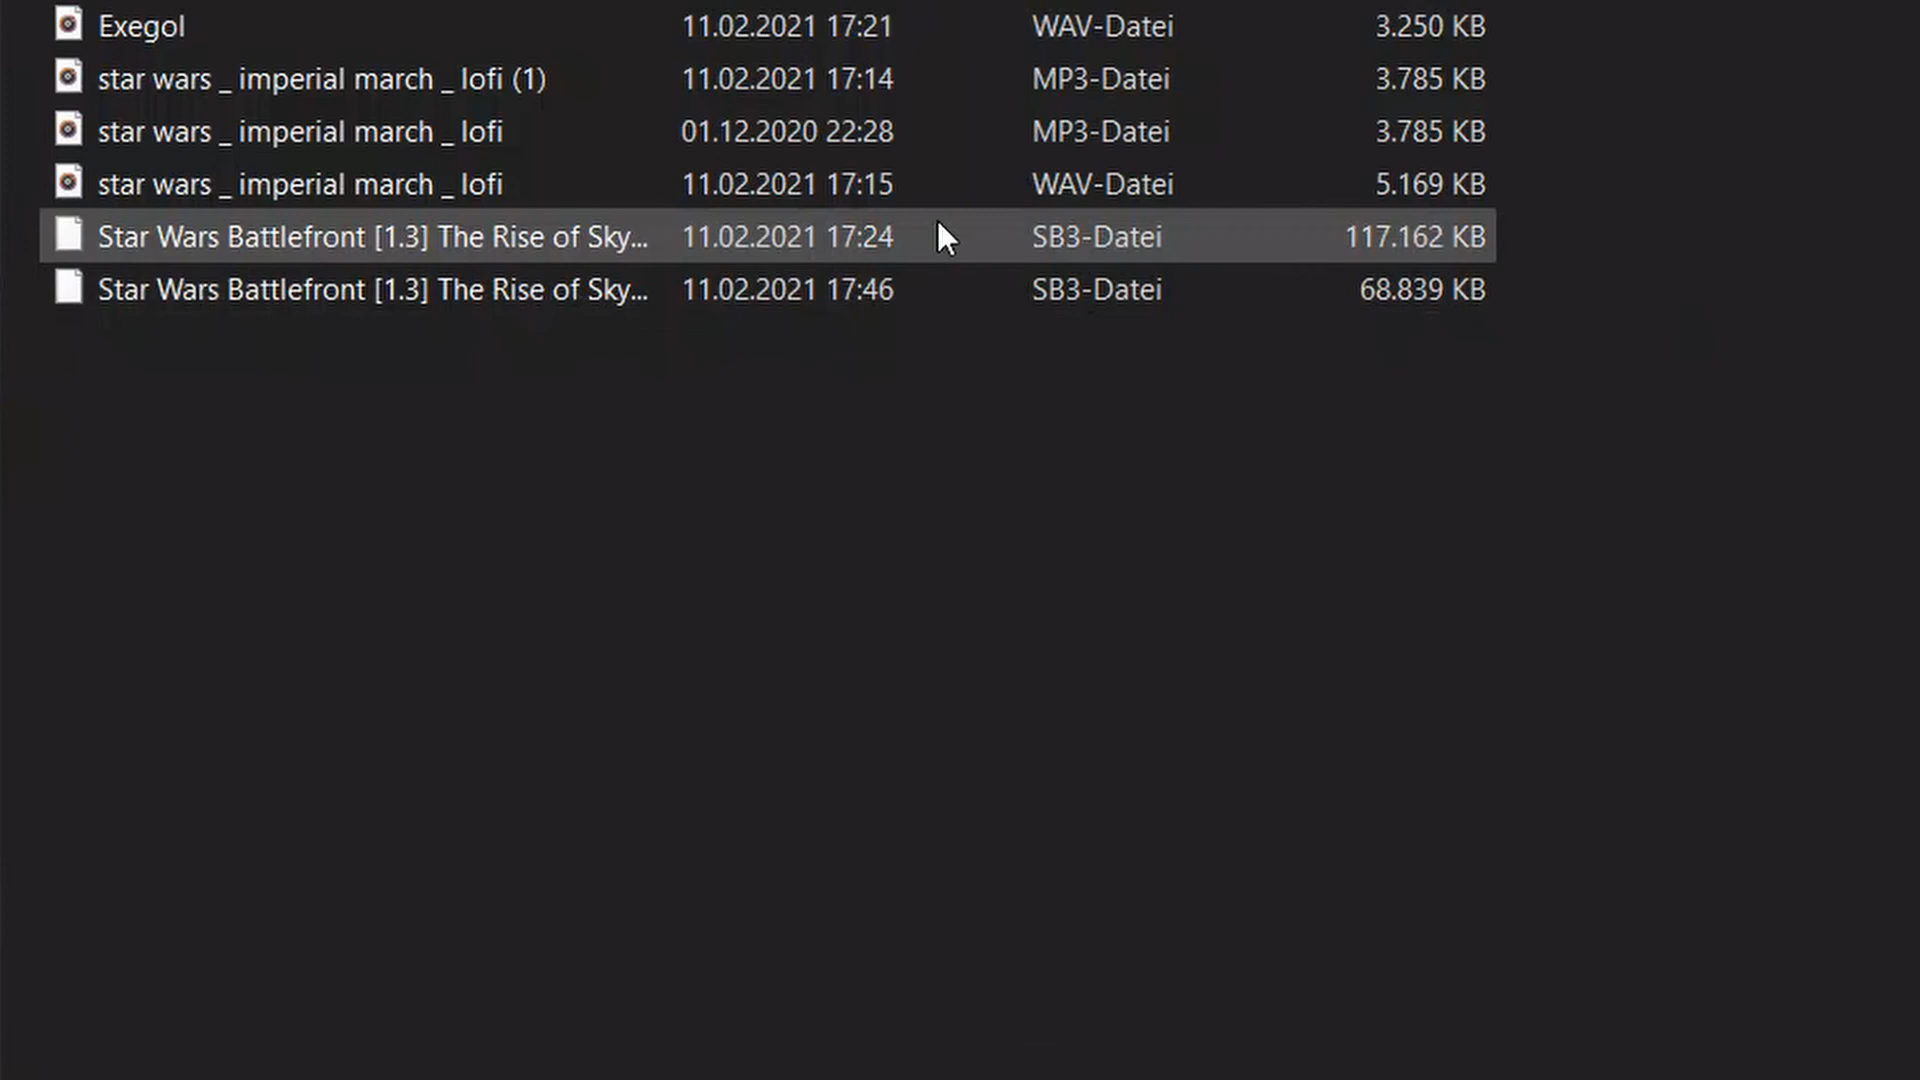 Exegol 11.02.2021 17:21 WAV-Datei 3.250 KB
star wars _ imperial march _ lofi (1) 11.02.2021 17:14 MP3-Datei 3.785 KB
star wars _ imperial march _ lofi 01.12.2020 22:28 MP3-Datei 3.785 KB
star wars _ imperial march _ lofi 11.02.2021 17:15 WAV-Datei 5.169 KB
Star Wars Battlefront [1.3] The Rise of Sky... 11.02.2021 17:24 SB3-Datei 117.162 KB
Star Wars Battlefront [1.3] The Rise of Sky... 11.02.2021 17:46 SB3-Datei 68.839 KB